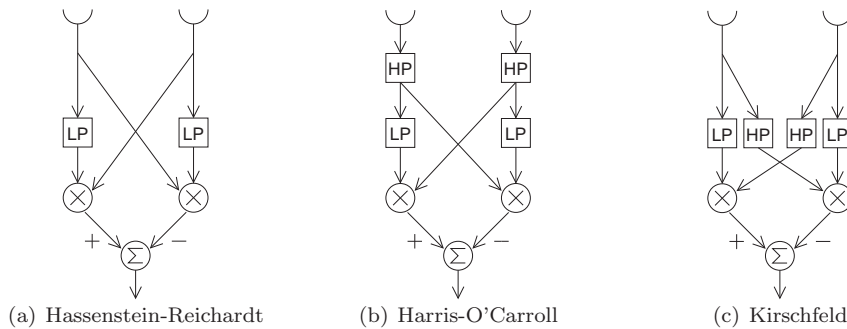 HP HP
LP LP LP LP LP HP HP LP
× × × × × ×
+ − + − + −
Σ Σ Σ
(a) Hassenstein-Reichardt (b) Harris-O'Carroll (c) Kirschfeld